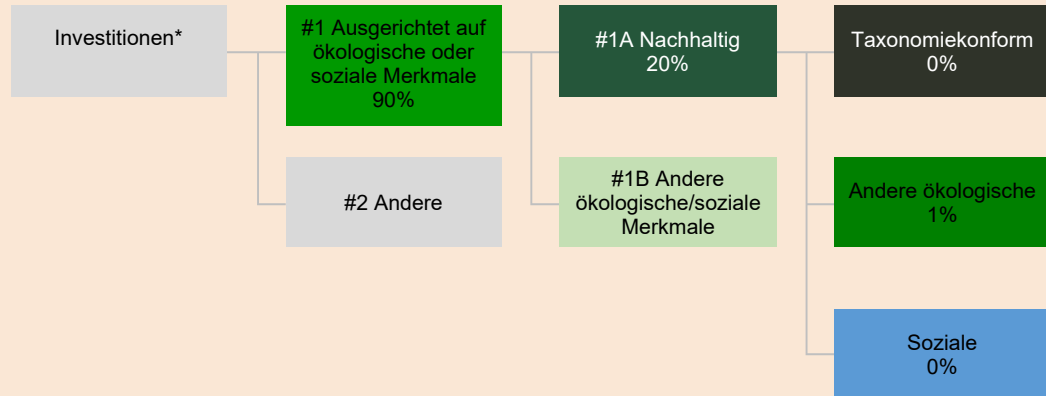 Investitionen*
#1 Ausgerichtet auf
ökologische oder
soziale Merkmale
90%
#1A Nachhaltig
20%
Taxonomiekonform
0%
#2 Andere
#1B Andere
ökologische/soziale
Merkmale
Andere ökologische
1%
Soziale
0%